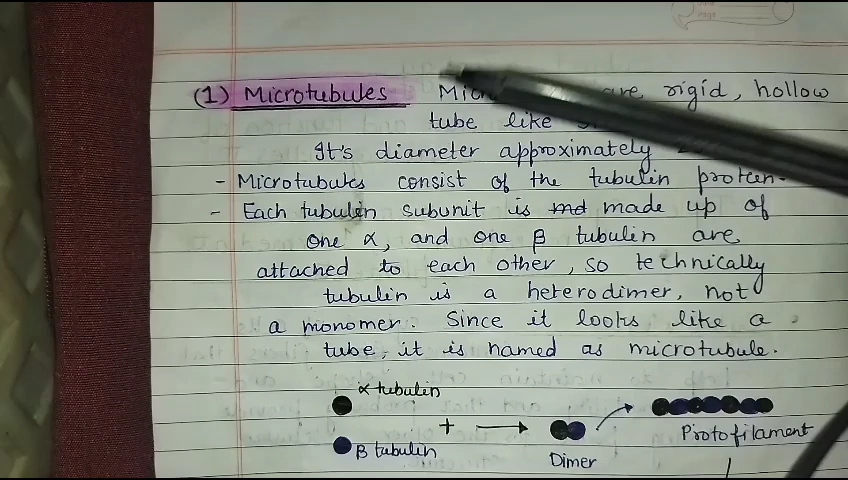 (1) Microtubules are rigid, hollow
tube like
It's diameter approximately
- Microtubules consist of the tubulin protein.
- Each tubulin subunit is made up of
one α, and one β tubulin are
attached to each other, so technically
tubulin is a heterodimer, not
a monomer. Since it looks like a
tube, it is named as microtubule.
α tubulin
+
β tubulin
Dimer
Protofilament